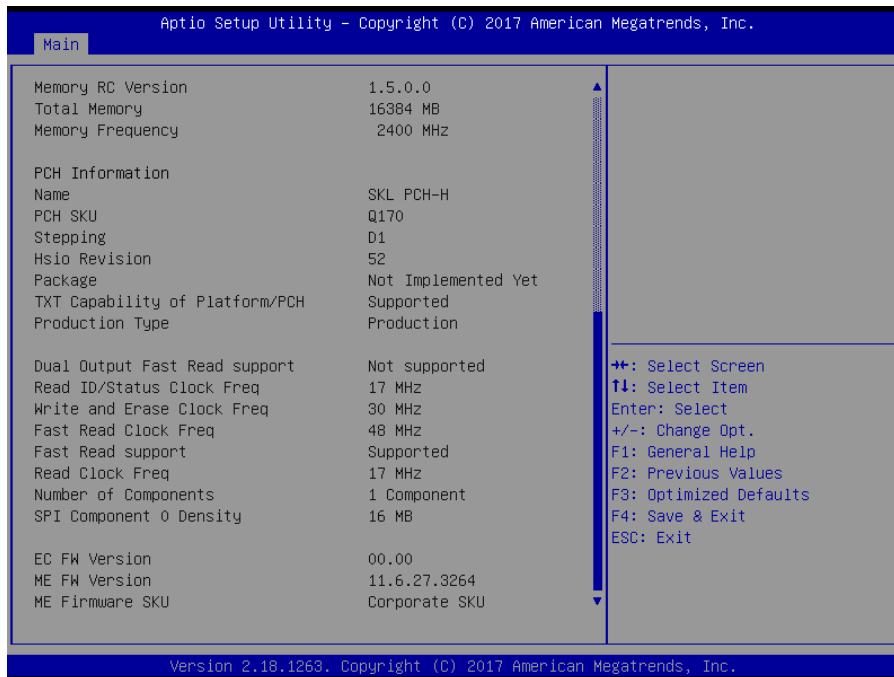 Aptio Setup Utility – Copyright (C) 2017 American Megatrends, Inc.
Main
Memory RC Version 1.5.0.0
Total Memory 16384 MB
Memory Frequency 2400 MHz
PCH Information
Name SKL PCH-H
PCH SKU Q170
Stepping D1
Hsio Revision 52
Package Not Implemented Yet
TXT Capability of Platform/PCH Supported
Production Type Production
Dual Output Fast Read support Not supported
Read ID/Status Clock Freq 17 MHz
Write and Erase Clock Freq 30 MHz
Fast Read Clock Freq 48 MHz
Fast Read support Supported
Read Clock Freq 17 MHz
Number of Components 1 Component
SPI Component 0 Density 16 MB
EC FW Version 00.00
ME FW Version 11.6.27.3264
ME Firmware SKU Corporate SKU
→←: Select Screen
↑↓: Select Item
Enter: Select
+/-: Change Opt.
F1: General Help
F2: Previous Values
F3: Optimized Defaults
F4: Save & Exit
ESC: Exit
Version 2.18.1263. Copyright (C) 2017 American Megatrends, Inc.